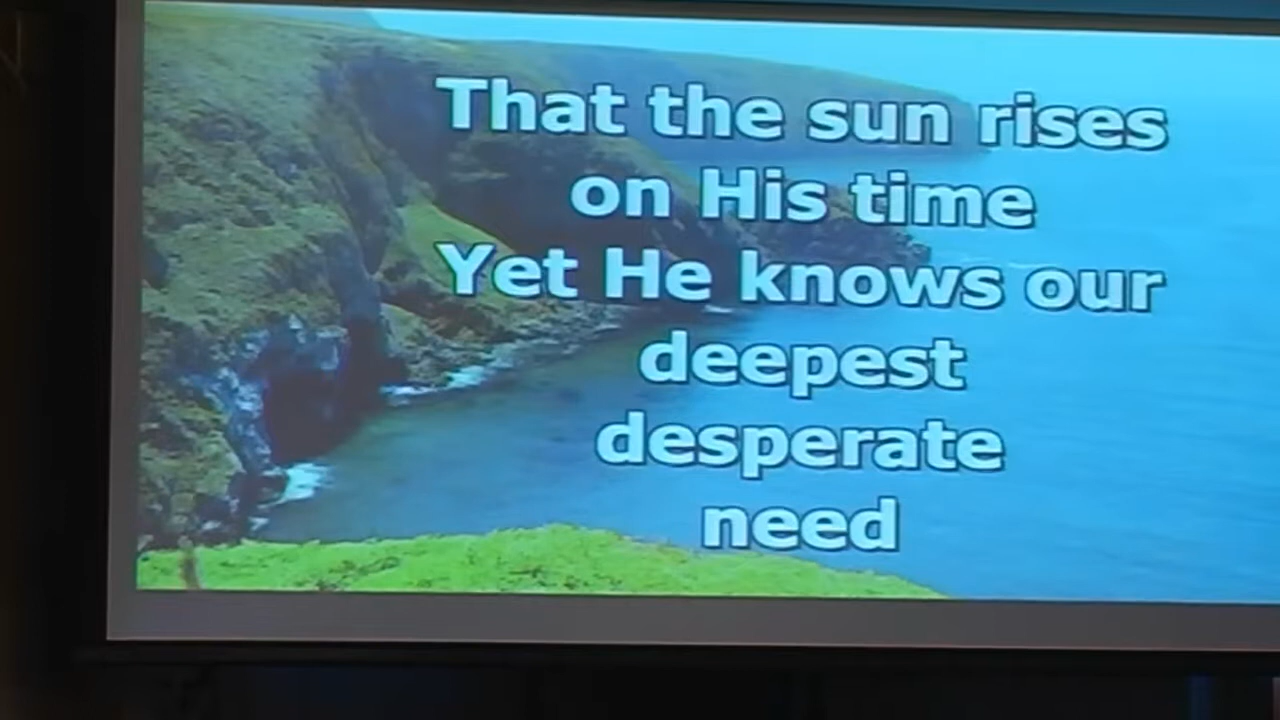 That the sun rises
on His time
Yet He knows our
deepest
desperate
need